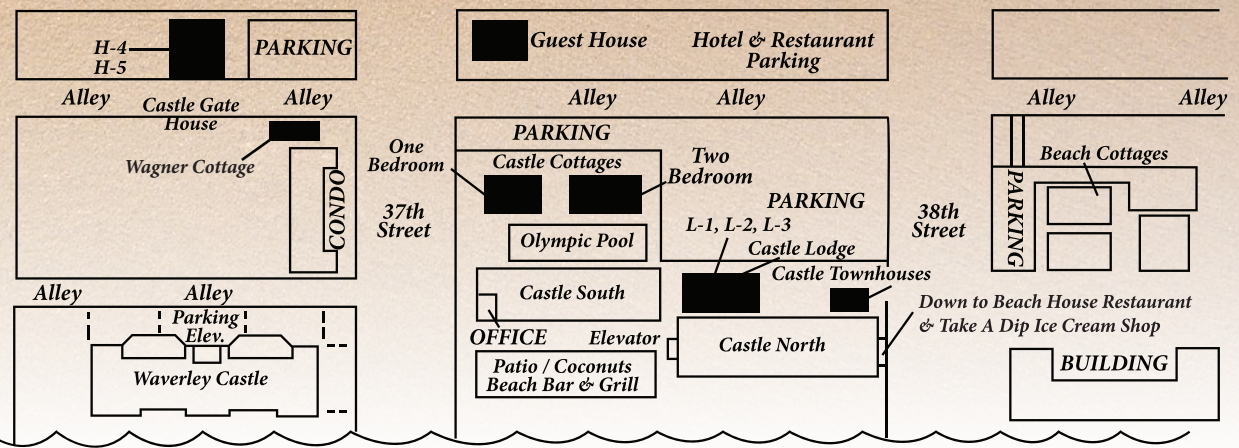 H-4
H-5
PARKING
Guest House
Hotel & Restaurant
Parking
Alley
Castle Gate
House
Alley
Alley
Alley
Alley
Alley
Wagner Cottage
CONDO
One
Bedroom
PARKING
Castle Cottages
Two
Bedroom
PARKING
37th
Street
Olympic Pool
L-1, L-2, L-3
Castle Lodge
Castle Townhouses
38th
Street
PARKING
Beach Cottages
Alley
Alley
Parking
Elev.
Waverley Castle
Castle South
OFFICE
Elevator
Patio / Coconuts
Beach Bar & Grill
Castle North
Down to Beach House Restaurant
& Take A Dip Ice Cream Shop
BUILDING